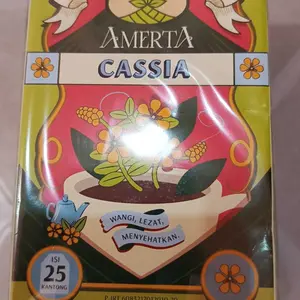 AMERTA
CASSIA
WANGI, LEZAT,
MENYEHATKAN.
ISI
25
KANTONG